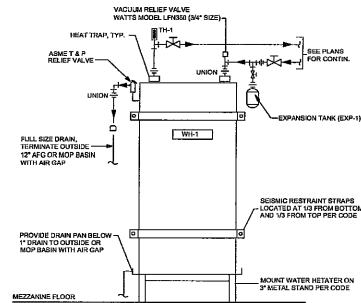 VACUUM RELIEF VALVE
WATTS MODEL LFN350 (3/4" SIZE)
TH-1
HEAT TRAP, TYP.
ASME T & P
RELIEF VALVE
SEE PLANS
FOR CONTIN.
UNION
UNION
EXPANSION TANK (EXP-1)
FULL SIZE DRAIN,
TERMINATE OUTSIDE
12" AFG OR MOP BASIN
WITH AIR GAP
WH-1
SEISMIC RESTRAINT STRAPS
LOCATED AT 1/3 FROM BOTTOM
AND 1/3 FROM TOP PER CODE
PROVIDE DRAIN PAN BELOW
1" DRAIN TO OUTSIDE OR
MOP BASIN WITH AIR GAP
MOUNT WATER HETATER ON
3" METAL STAND PER CODE
MEZZANINE FLOOR